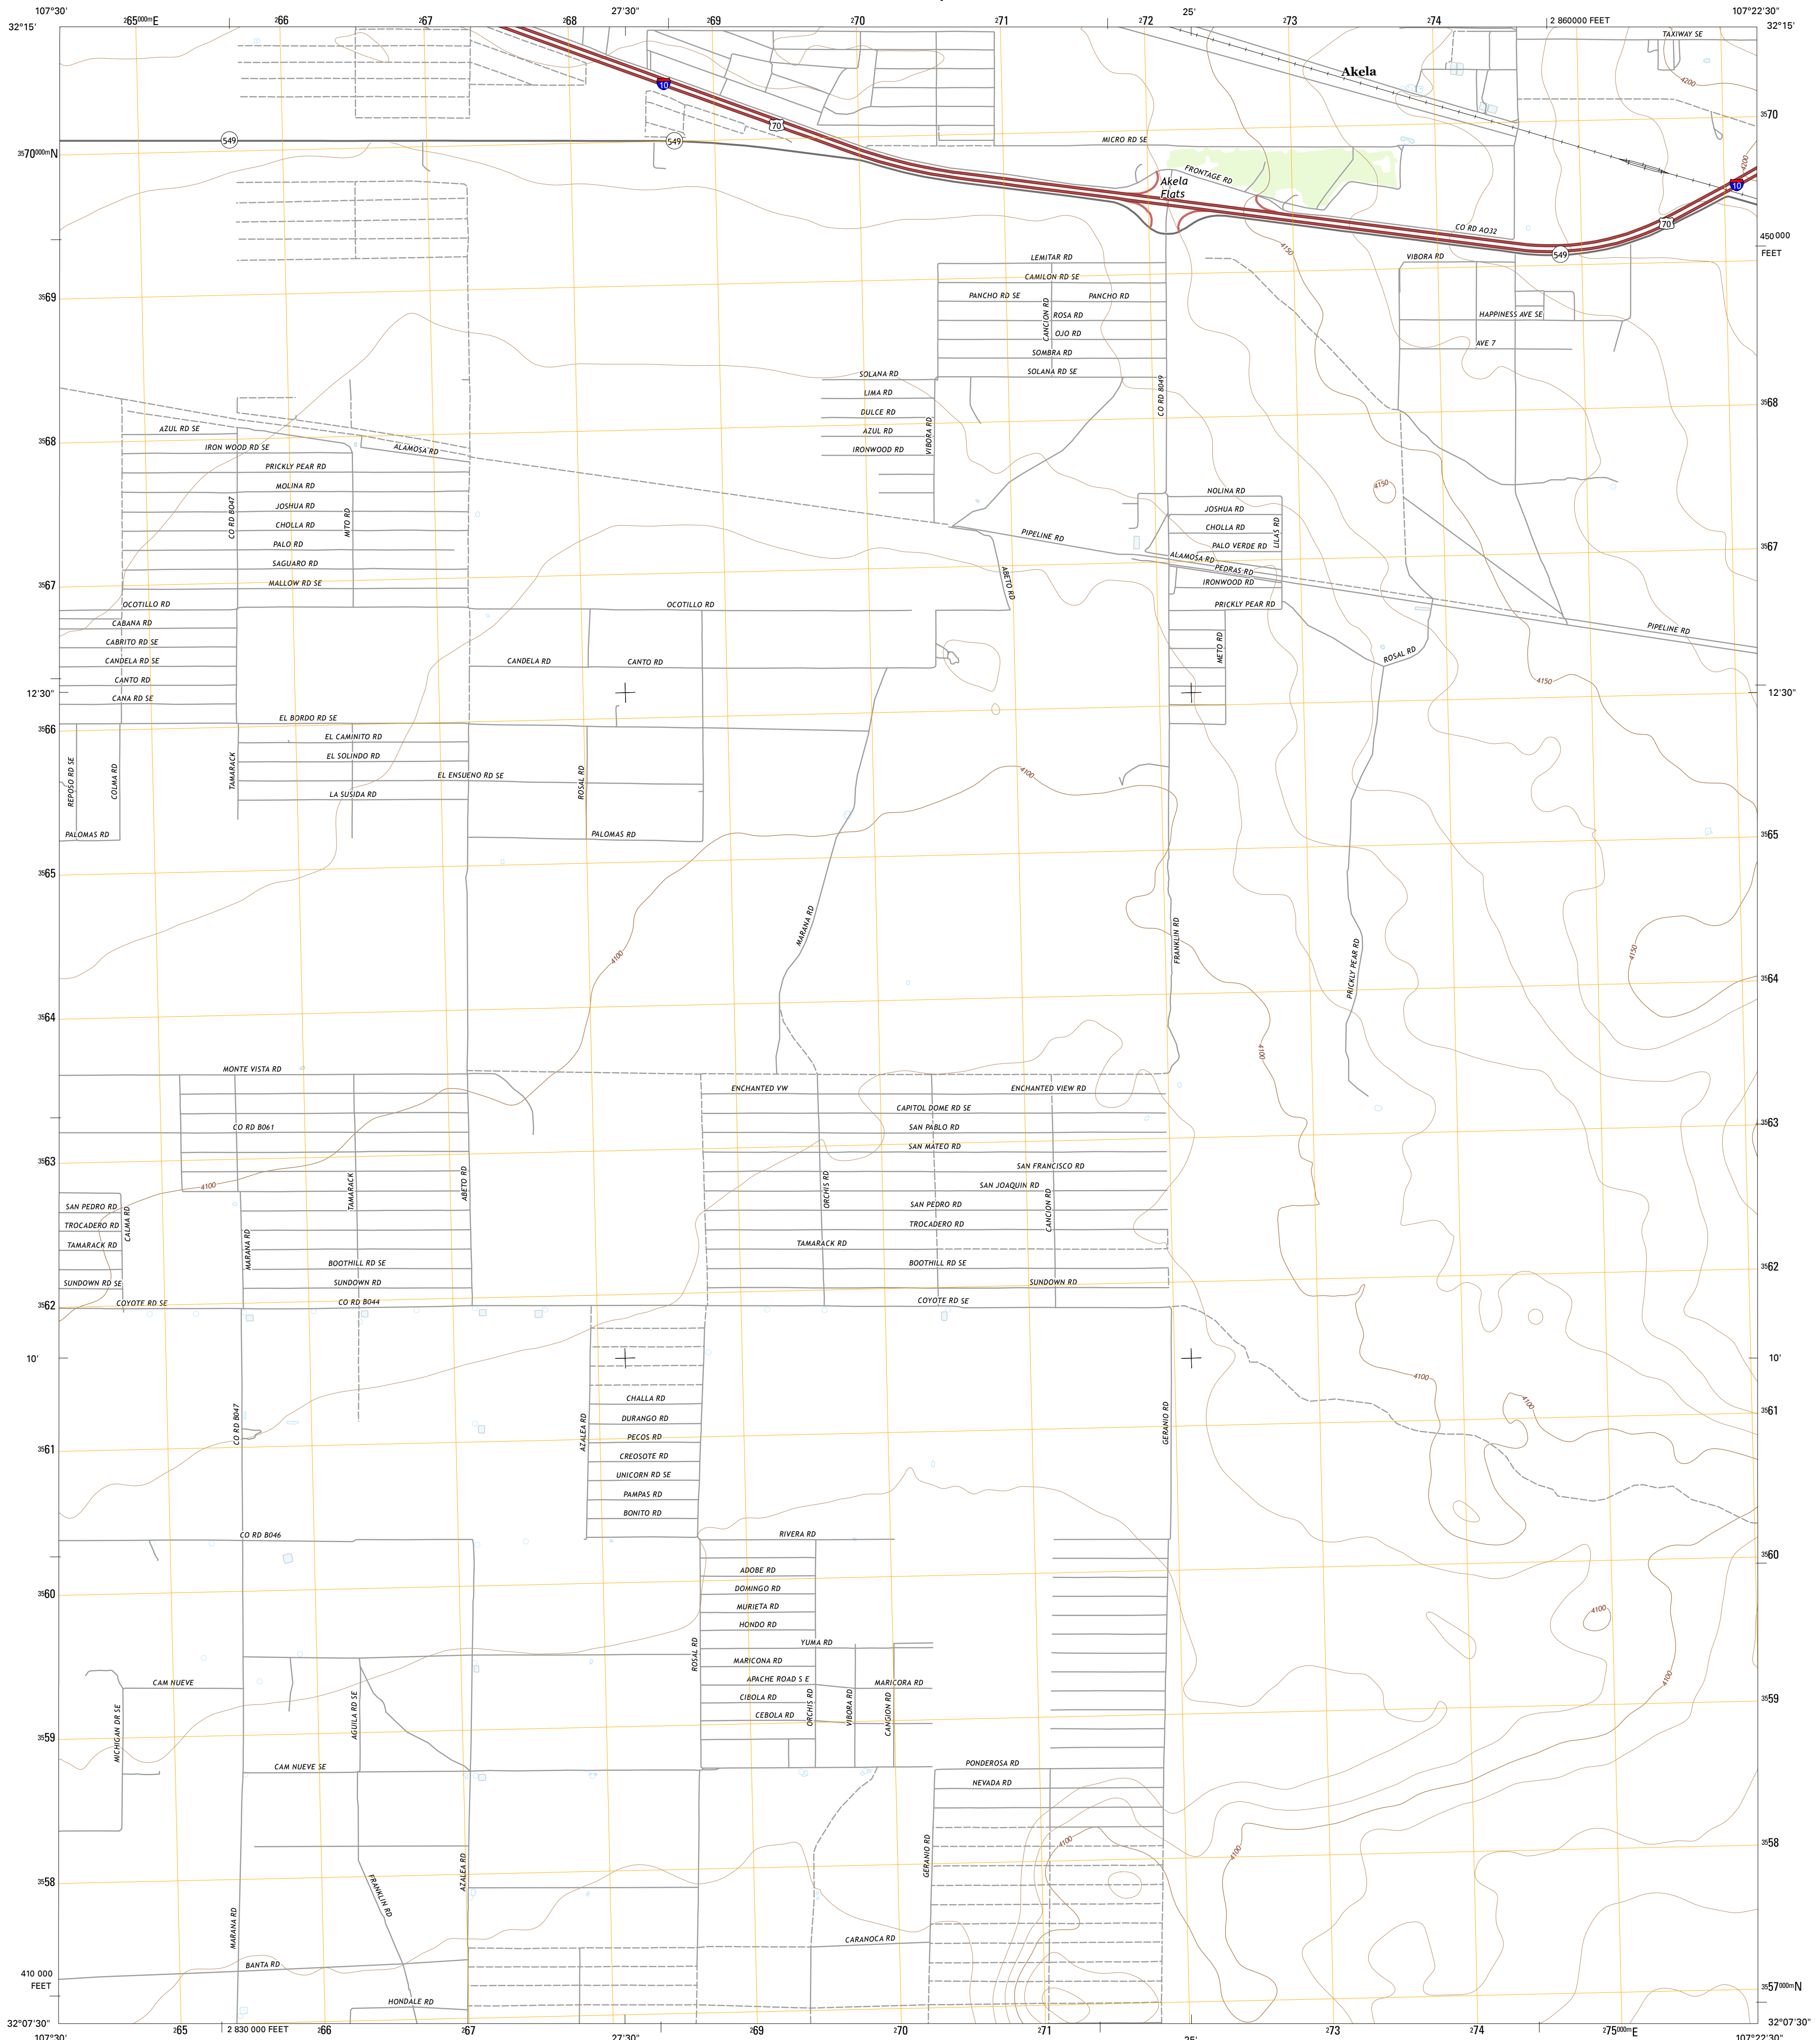 107°30'
²65⁰⁰⁰ᵐE
²66
²67
²68
27'30"
²69
²70
²71
²72
25'
²73
²74
2 860000 FEET
107°22'30"
32°15'
32°15'
TAXIWAY SE
Akela
10
4200
70
³⁵70
549
549
MICRO RD SE
³⁵70⁰⁰⁰ᵐN
4200
FRONTAGE RD
Akela
Flats
10
70
CO RD AO32
450 000
FEET
4150
549
LEMITAR RD
VIBORA RD
CAMILON RD SE
³⁵69
PANCHO RD SE
PANCHO RD
CANCION RD
ROSA RD
HAPPINESS AVE SE
OJO RD
AVE 7
SOMBRA RD
SOLANA RD
SOLANA RD SE
LIMA RD
CO RD B049
³⁵68
DULCE RD
AZUL RD SE
AZUL RD
VIBORA RD
³⁵68
IRON WOOD RD SE
ALAMOSA RD
IRONWOOD RD
PRICKLY PEAR RD
MOLINA RD
4150
NOLINA RD
CO RD BO47
JOSHUA RD
MITO RD
JOSHUA RD
CHOLLA RD
CHOLLA RD
LILAS RD
PIPELINE RD
PALO RD
PALO VERDE RD
³⁵67
ALAMOSA RD
SAGUARO RD
PEDRAS RD
MALLOW RD SE
IRONWOOD RD
³⁵67
ABETO RD
OCOTILLO RD
OCOTILLO RD
PRICKLY PEAR RD
CABANA RD
PIPELINE RD
CABRITO RD SE
METO RD
CANDELA RD SE
CANDELA RD
CANTO RD
ROSAL RD
CANTO RD
4150
12'30"
12'30"
CANA RD SE
EL BORDO RD SE
³⁵66
EL CAMINITO RD
EL SOLINDO RD
REPOSO RD SE
COLMA RD
TAMARACK
EL ENSUENO RD SE
ROSAL RD
4100
LA SUSIDA RD
PALOMAS RD
PALOMAS RD
³⁵65
³⁵65
MARANA RD
FRANKLIN RD
4150
4100
PRICKLY PEAR RD
³⁵64
³⁵64
4100
MONTE VISTA RD
ENCHANTED VW
ENCHANTED VIEW RD
CAPITOL DOME RD SE
CO RD B061
SAN PABLO RD
³⁵63
SAN MATEO RD
³⁵63
SAN FRANCISCO RD
4100
TAMARACK
ABETO RD
ORCHIS RD
SAN JOAQUIN RD
SAN PEDRO RD
SAN PEDRO RD
CANCION RD
TROCADERO RD
CALMA RD
TROCADERO RD
TAMARACK RD
MARANA RD
TAMARACK RD
BOOTHILL RD SE
BOOTHILL RD SE
³⁵62
SUNDOWN RD SE
SUNDOWN RD
SUNDOWN RD
COYOTE RD SE
CO RD B044
COYOTE RD SE
³⁵62
10'
10'
4100
CHALLA RD
4100
³⁵61
CO RD B047
AZALEA RD
DURANGO RD
GERANIO RD
PECOS RD
³⁵61
CREOSOTE RD
UNICORN RD SE
PAMPAS RD
BONITO RD
CO RD B046
RIVERA RD
³⁵60
ADOBE RD
³⁵60
DOMINGO RD
MURIETA RD
4100
HONDO RD
ROSAL RD
YUMA RD
MARICONA RD
CAM NUEVE
APACHE ROAD S E
MARICORA RD
4100
CIBOLA RD
³⁵59
MICHIGAN DR SE
AGUILA RD SE
CEBOLA RD
ORCHIS RD
VIBORA RD
CANGION RD
³⁵59
CAM NUEVE SE
PONDEROSA RD
NEVADA RD
4100
³⁵58
4100
GERANIO RD
AZALEA RD
³⁵58
FRANKLIN RD
MARANA RD
CARANOCA RD
BANTA RD
410 000
FEET
³⁵57⁰⁰⁰ᵐN
HONDALE RD
32°07'30"
32°07'30"
²65
2 830 000 FEET
²66
²67
27'30"
²69
²70
²71
25'
²73
²74
²75⁰⁰⁰ᵐE
107°30'
107°22'30"